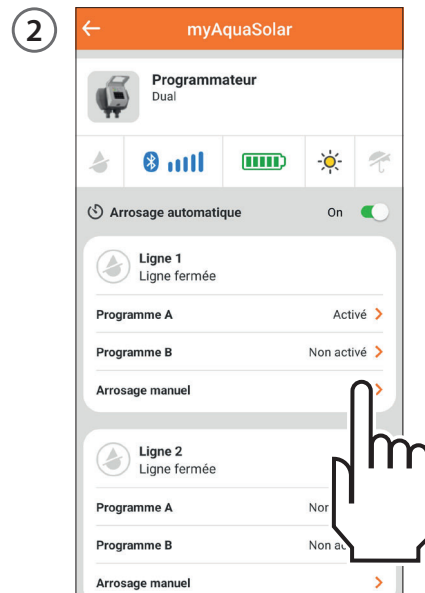 2
myAquaSolar
Programmateur
Dual
Arrosage automatique On
Ligne 1
Ligne fermée
Programme A Activé
Programme B Non activé
Arrosage manuel
Ligne 2
Ligne fermée
Programme A
Programme B Non
Arrosage manuel